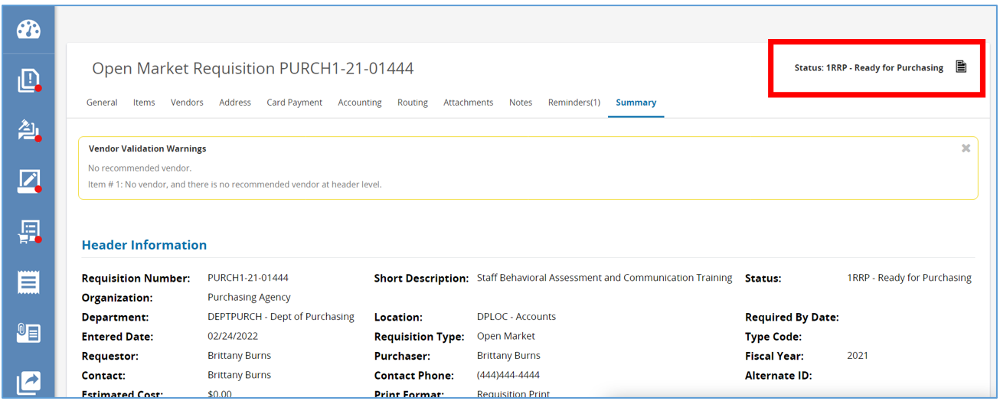 Open Market Requisition PURCH1-21-01444
Status: 1RRP - Ready for Purchasing
General Items Vendors Address Card Payment Accounting Routing Attachments Notes Reminders(1) Summary
Vendor Validation Warnings
No recommended vendor.
Item # 1: No vendor, and there is no recommended vendor at header level.
Header Information
Requisition Number: PURCH1-21-01444 Short Description: Staff Behavioral Assessment and Communication Training Status: 1RRP - Ready for Purchasing
Organization: Purchasing Agency
Department: DEPTPURCH - Dept of Purchasing Location: DPLOC - Accounts Required By Date:
Entered Date: 02/24/2022 Requisition Type: Open Market Type Code:
Requestor: Brittany Burns Purchaser: Brittany Burns Fiscal Year: 2021
Contact: Brittany Burns Contact Phone: (444)444-4444 Alternate ID:
Estimated Cost: $0.00 Print Format: Requisition Print